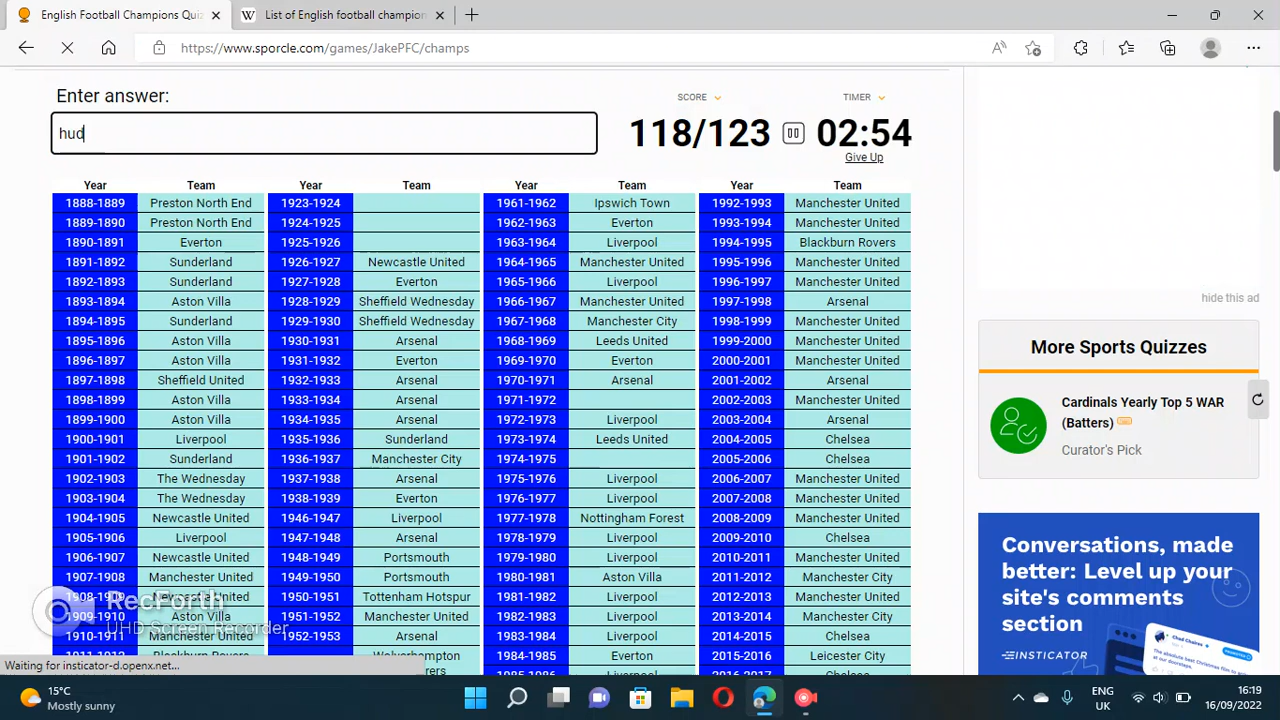 English Football Champions Quiz
List of English football champion
https://www.sporcle.com/games/JakePFC/champs
Enter answer:
hud
SCORE
118/123
TIMER
02:54
Give Up
Year Team Year Team Year Team Year Team
1888-1889 Preston North End 1923-1924 1961-1962 Ipswich Town 1992-1993 Manchester United
1889-1890 Preston North End 1924-1925 1962-1963 Everton 1993-1994 Manchester United
1890-1891 Everton 1925-1926 1963-1964 Liverpool 1994-1995 Blackburn Rovers
1891-1892 Sunderland 1926-1927 Newcastle United 1964-1965 Manchester United 1995-1996 Manchester United
1892-1893 Sunderland 1927-1928 Everton 1965-1966 Liverpool 1996-1997 Manchester United
1893-1894 Aston Villa 1928-1929 Sheffield Wednesday 1966-1967 Manchester United 1997-1998 Arsenal
1894-1895 Sunderland 1929-1930 Sheffield Wednesday 1967-1968 Manchester City 1998-1999 Manchester United
1895-1896 Aston Villa 1930-1931 Arsenal 1968-1969 Leeds United 1999-2000 Manchester United
1896-1897 Aston Villa 1931-1932 Everton 1969-1970 Everton 2000-2001 Manchester United
1897-1898 Sheffield United 1932-1933 Arsenal 1970-1971 Arsenal 2001-2002 Arsenal
1898-1899 Aston Villa 1933-1934 Arsenal 1971-1972 2002-2003 Manchester United
1899-1900 Aston Villa 1934-1935 Arsenal 1972-1973 Liverpool 2003-2004 Arsenal
1900-1901 Liverpool 1935-1936 Sunderland 1973-1974 Leeds United 2004-2005 Chelsea
1901-1902 Sunderland 1936-1937 Manchester City 1974-1975 2005-2006 Chelsea
1902-1903 The Wednesday 1937-1938 Arsenal 1975-1976 Liverpool 2006-2007 Manchester United
1903-1904 The Wednesday 1938-1939 Everton 1976-1977 Liverpool 2007-2008 Manchester United
1904-1905 Newcastle United 1946-1947 Liverpool 1977-1978 Nottingham Forest 2008-2009 Manchester United
1905-1906 Liverpool 1947-1948 Arsenal 1978-1979 Liverpool 2009-2010 Chelsea
1906-1907 Newcastle United 1948-1949 Portsmouth 1979-1980 Liverpool 2010-2011 Manchester United
1907-1908 Manchester United 1949-1950 Portsmouth 1980-1981 Aston Villa 2011-2012 Manchester City
1908-1909 Newcastle United 1950-1951 Tottenham Hotspur 1981-1982 Liverpool 2012-2013 Manchester United
1909-1910 Aston Villa 1951-1952 Manchester United 1982-1983 Liverpool 2013-2014 Manchester City
1910-1911 Manchester United 1952-1953 Arsenal 1983-1984 Liverpool 2014-2015 Chelsea
Wolverhampton 1984-1985 Everton 2015-2016 Leicester City
RecForth
UHD Screen Recorder
Waiting for insticator-d.openx.net...
hide this ad
More Sports Quizzes
Cardinals Yearly Top 5 WAR
(Batters)
Curator's Pick
Conversations, made
better: Level up your
site's comments
section
INSTICATOR
15°C
Mostly sunny
ENG
UK
16:19
16/09/2022